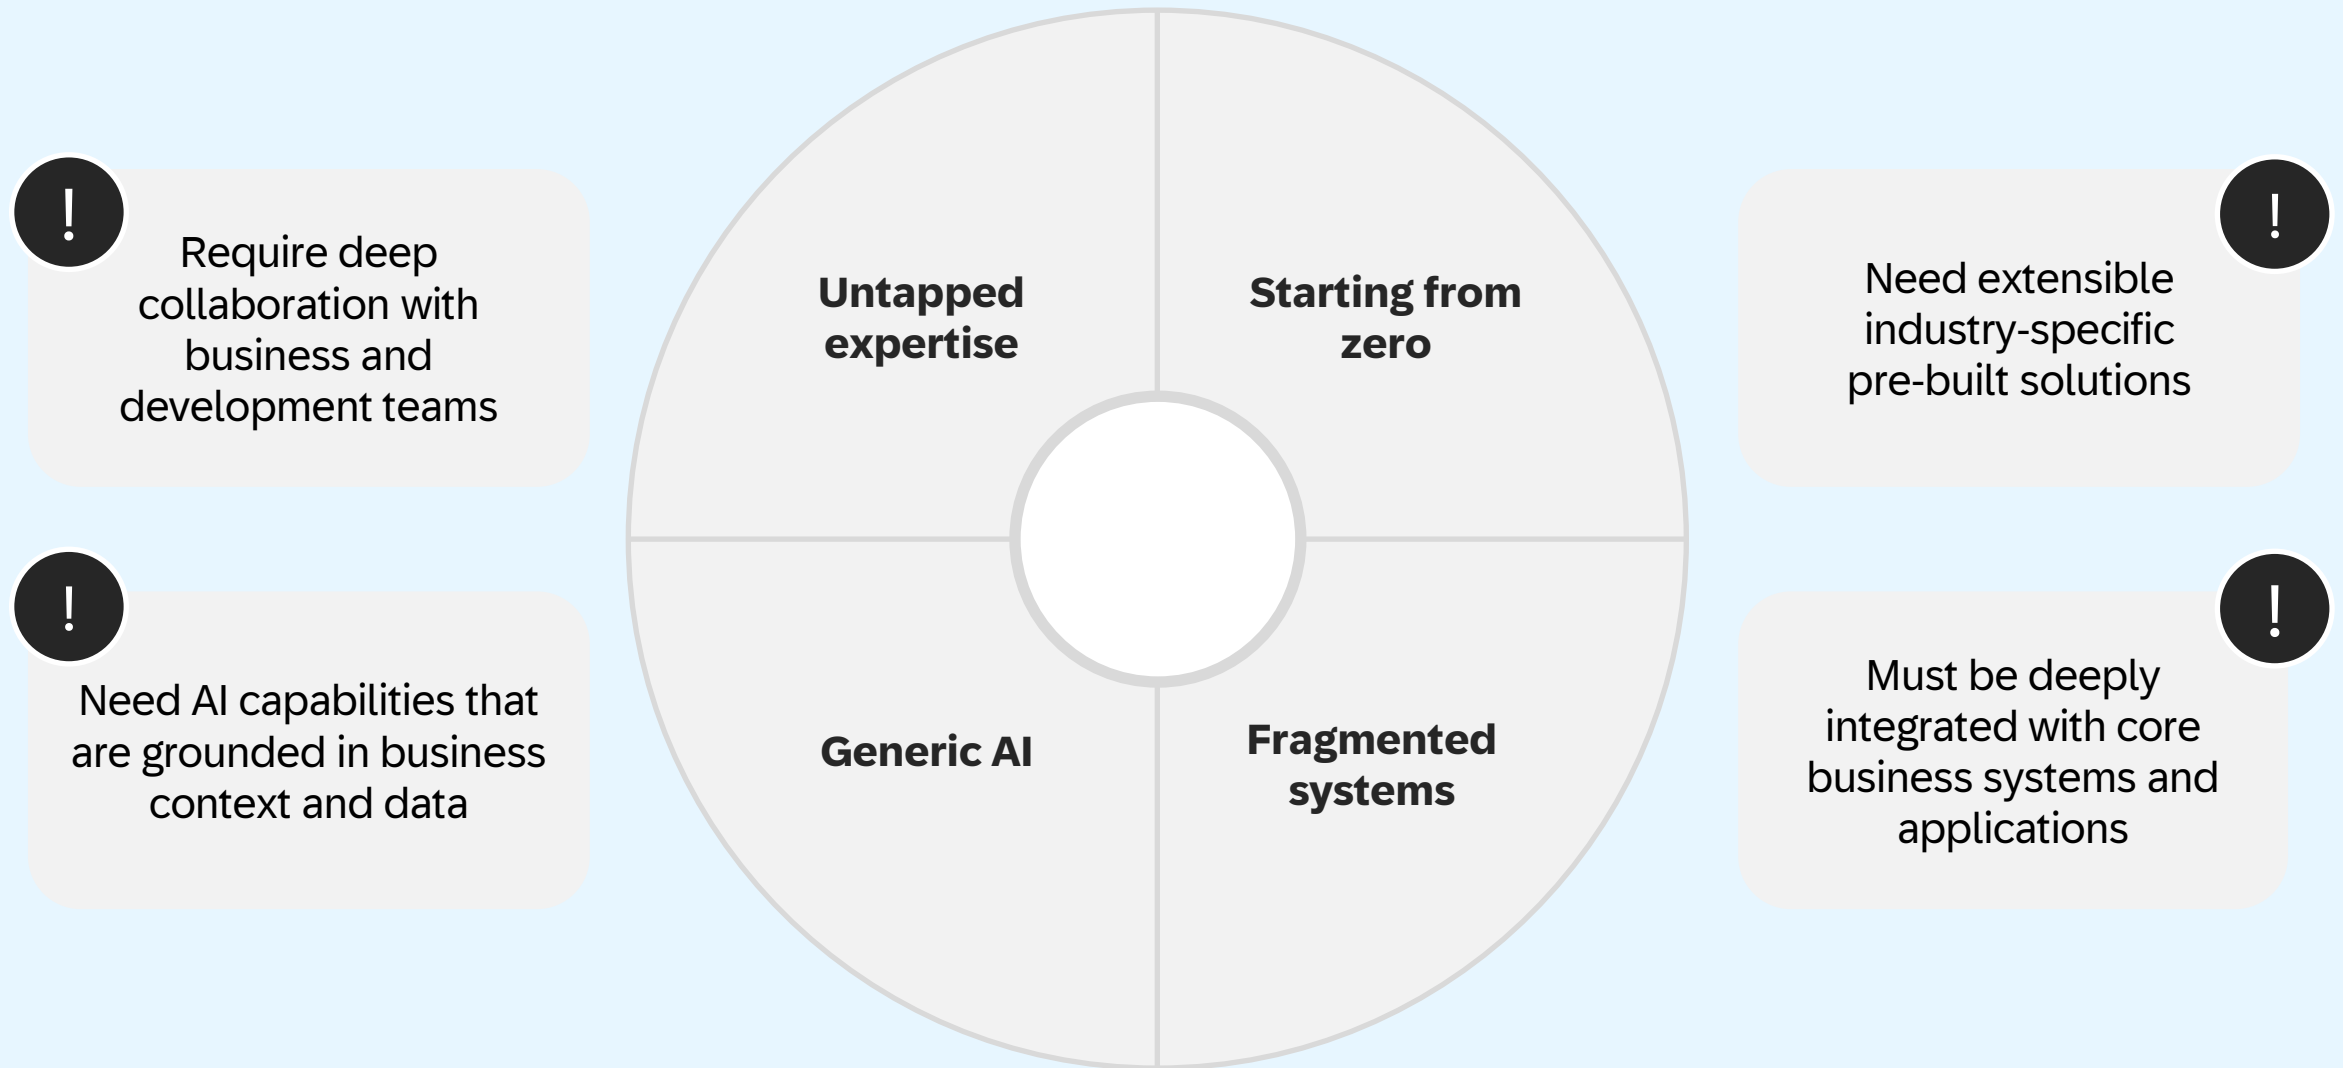 !
Require deep
collaboration with
business and
development teams
Untapped
expertise
Starting from
zero
!
Need extensible
industry-specific
pre-built solutions
!
Need AI capabilities that
are grounded in business
context and data
Generic AI
Fragmented
systems
!
Must be deeply
integrated with core
business systems and
applications